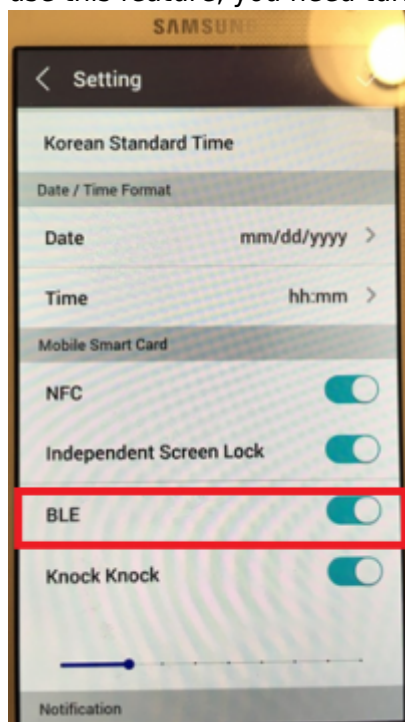 SAMSUNG
Setting
Korean Standard Time
Date / Time Format
Date mm/dd/yyyy >
Time hh:mm >
Mobile Smart Card
NFC
Independent Screen Lock
BLE
Knock Knock
Notification